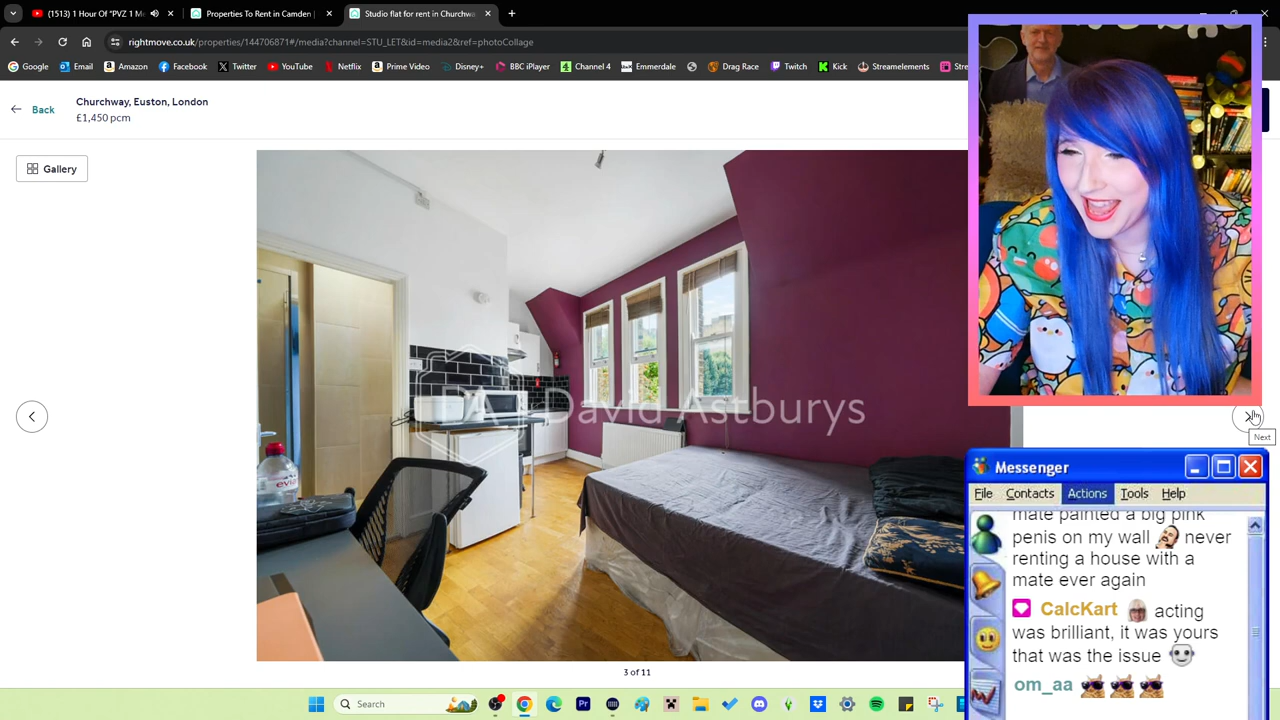 (1513) 1 Hour Of "PVZ 1 M
Properties To Rent in Camden
Studio flat for rent in Churchw
rightmove.co.uk/properties/144706871#/media?channel=STU_LET&id=media2&ref=photoCollage
Google Email Amazon Facebook Twitter YouTube Netflix Prime Video Disney+ BBC iPlayer Channel 4 Emmerdale Drag Race Twitch Kick Streamelements Stre
Back
Churchway, Euston, London
£1,450 pcm
Gallery
David Astburys
evian
3 of 11
Next
Messenger
File Contacts Actions Tools Help
mate painted a big pink
penis on my wall never
renting a house with a
mate ever again
CalcKart acting
was brilliant, it was yours
that was the issue
om_aa
Search